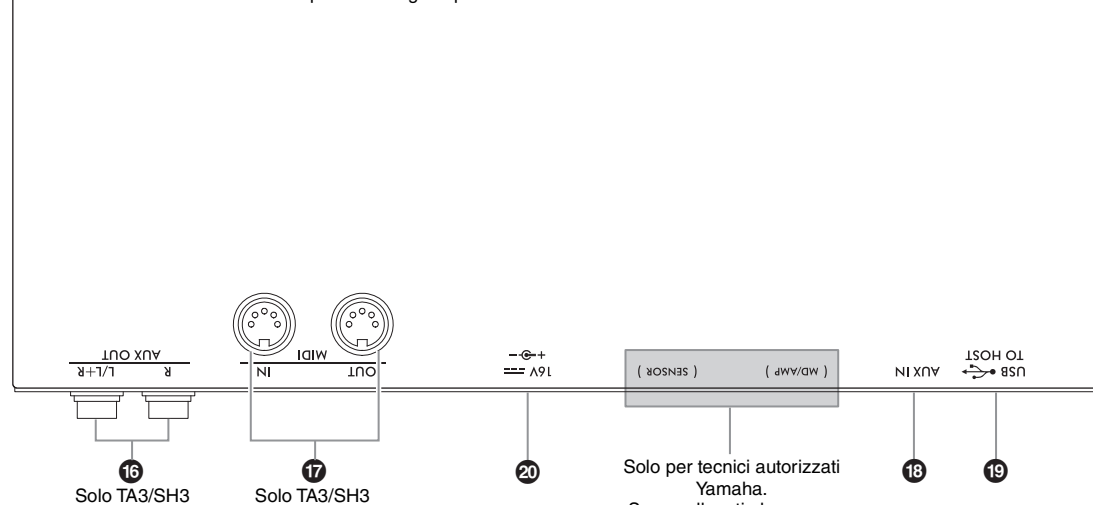 AUX OUT
L/L+R
R
MIDI
IN
OUT
16V
( SENSOR )
( MD/AMP )
AUX IN
USB
TO HOST
16
17
20
18
19
Solo TA3/SH3
Solo TA3/SH3
Solo per tecnici autorizzati
Yamaha.